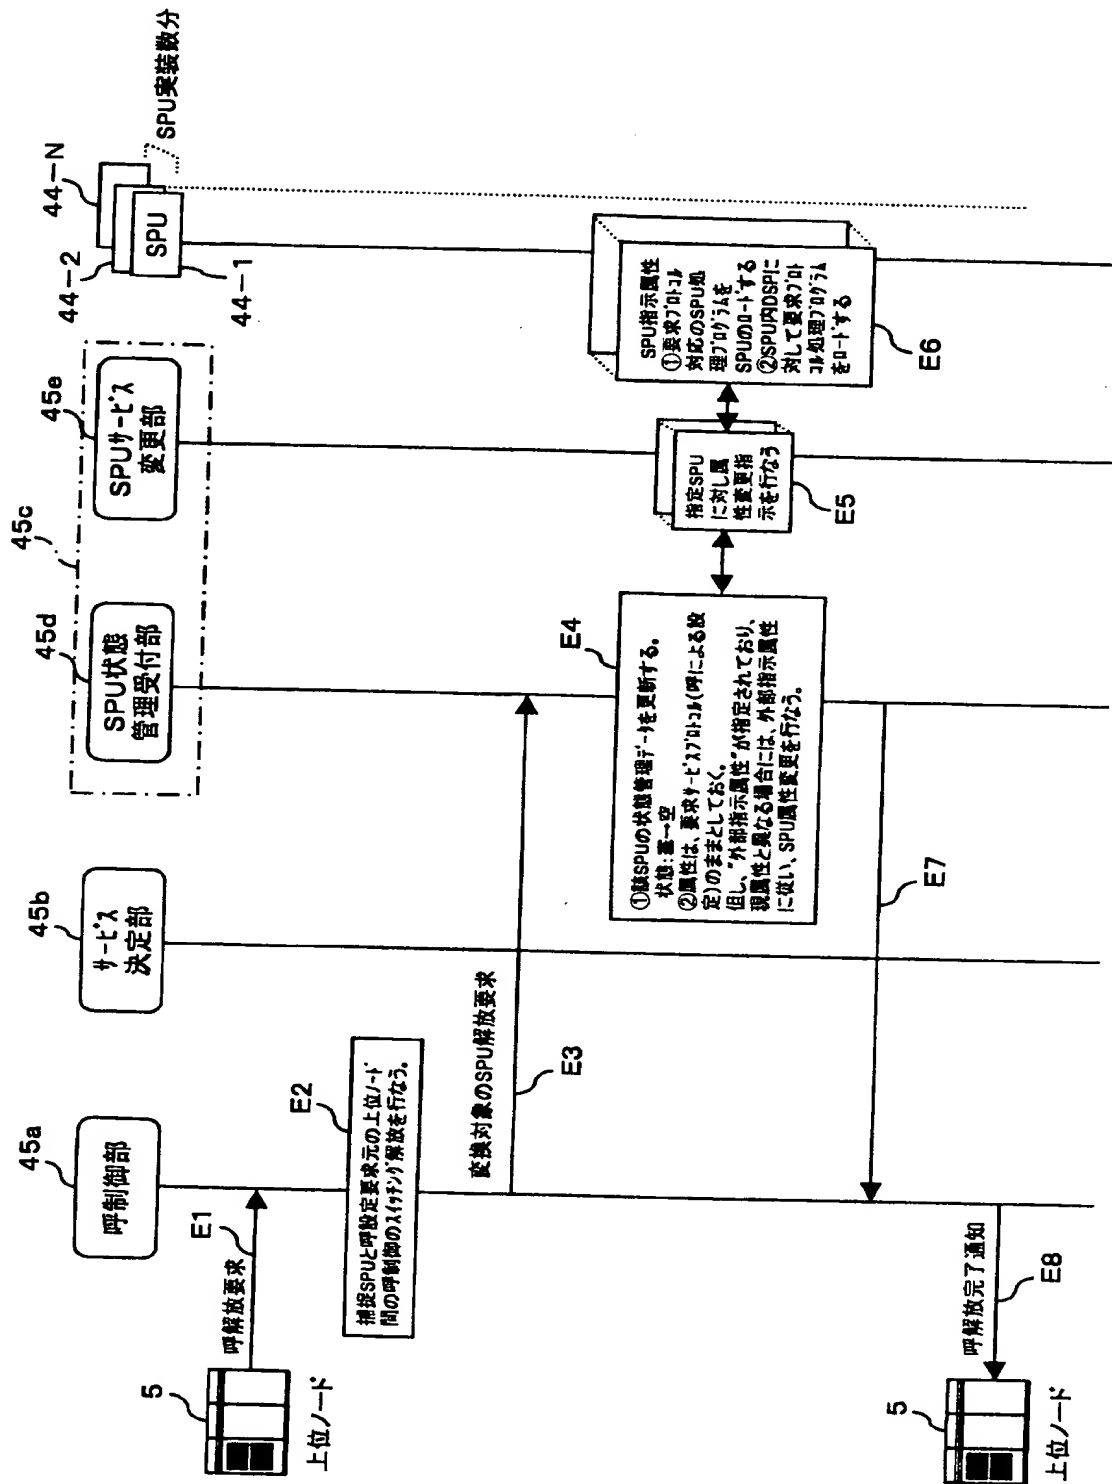 44-N
44-2
SPU
44-1
SPU実装数分
45c
45e
SPUサービス
変更部
45d
SPU状態
管理受付部
45b
サービス
決定部
45a
呼制御部
5
上位ノード
呼解放要求
E1
E2
捕捉SPUと呼設定要求元の上位ノード
間の呼制御のスイッチング解放を行なう。
変換対象のSPU解放要求
E3
E4
①該SPUの状態管理データを更新する。
状態:塞→空
②属性は、要求サービスプロトコル(呼による設
定)のままとしておく。
但し、"外部指示属性"が指定されており、
現属性と異なる場合には、外部指示属性
に従い、SPU属性変更を行なう。
指定SPU
に対し属
性変更指
示を行なう
E5
SPU指示属性
①要求プロトコル
対応のSPU処
理プログラムを
SPUのロードする
②SPU内DSPに
対して要求プロト
コル処理プログラム
をロードする
E6
E7
呼解放完了通知
E8
5
上位ノード